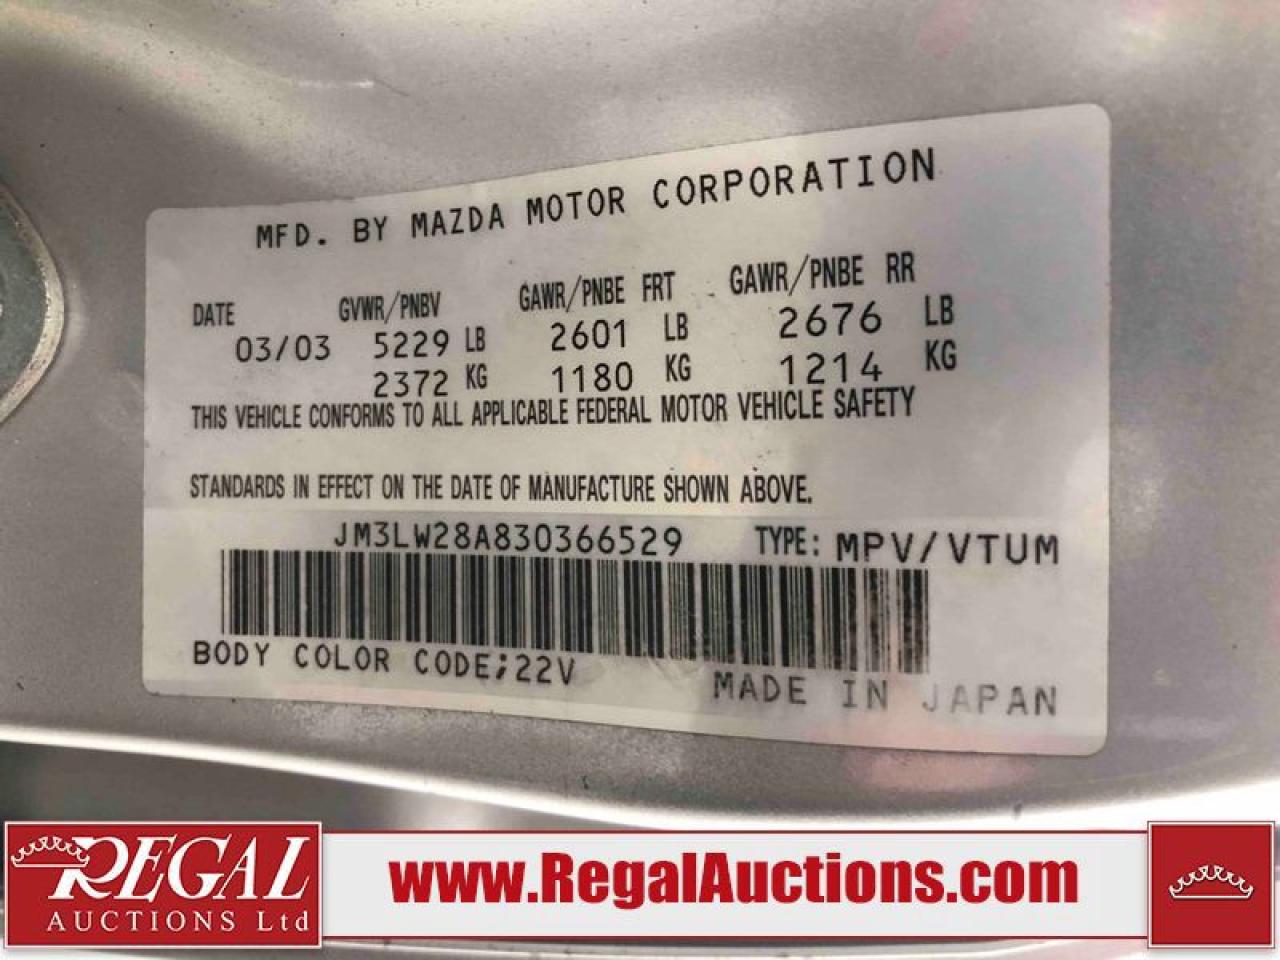 MFD. BY MAZDA MOTOR CORPORATION
DATE GVWR/PNBV GAWR/PNBE FRT GAWR/PNBE RR
03/03 5229 LB 2601 LB 2676 LB
2372 KG 1180 KG 1214 KG
THIS VEHICLE CONFORMS TO ALL APPLICABLE FEDERAL MOTOR VEHICLE SAFETY
STANDARDS IN EFFECT ON THE DATE OF MANUFACTURE SHOWN ABOVE.
JM3LW28A830366529 TYPE: MPV/VTUM
BODY COLOR CODE;22V
MADE IN JAPAN
REGAL
AUCTIONS Ltd
www.RegalAuctions.com